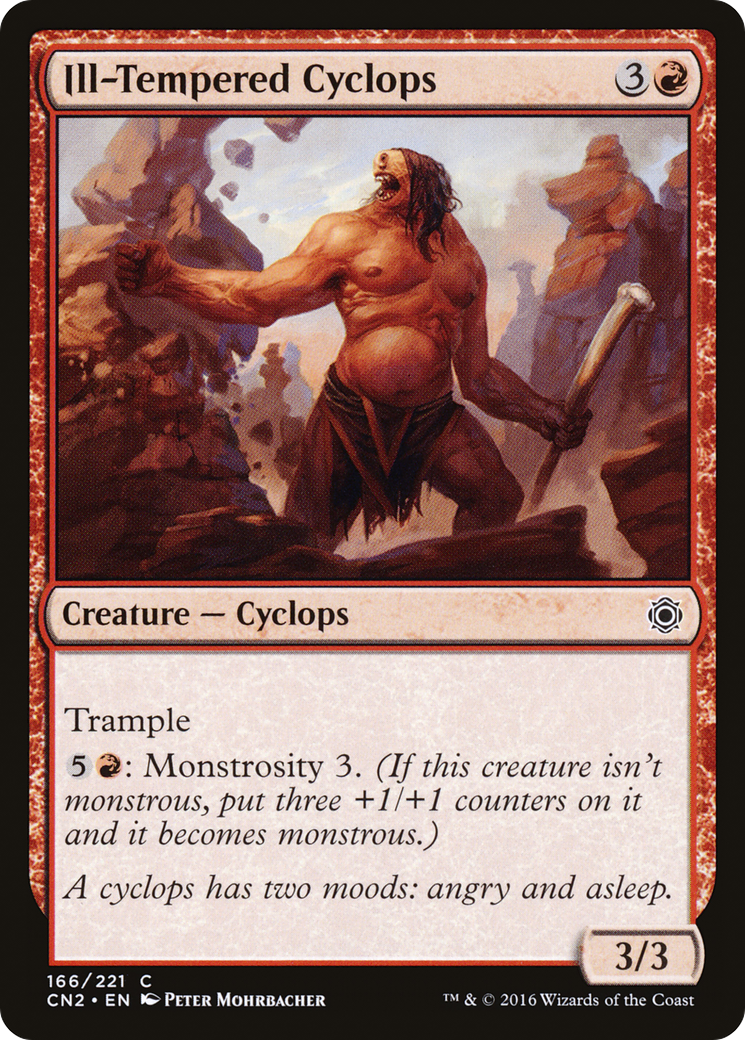 Ill-Tempered Cyclops
3
Creature — Cyclops
Trample
5 : Monstrosity 3. (If this creature isn't
monstrous, put three +1/+1 counters on it
and it becomes monstrous.)
A cyclops has two moods: angry and asleep.
3/3
166/221 C
CN2 • EN Peter Mohrbacher
™ & © 2016 Wizards of the Coast